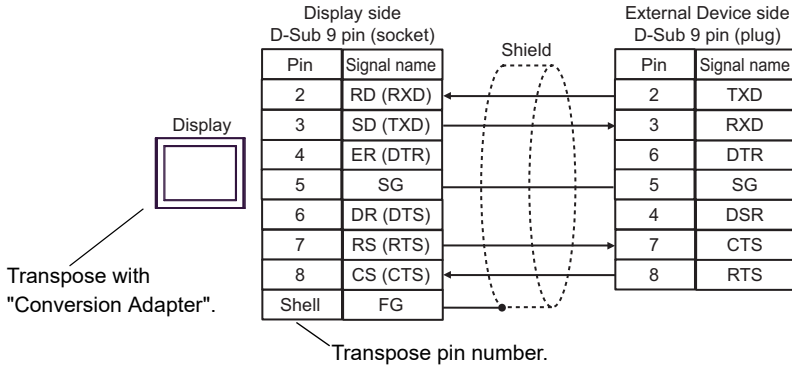 Display side
D-Sub 9 pin (socket)
External Device side
D-Sub 9 pin (plug)
Shield
Pin Signal name
Pin Signal name
2 RD (RXD) 2 TXD
Display
3 SD (TXD) 3 RXD
4 ER (DTR) 6 DTR
5 SG 5 SG
6 DR (DTS) 4 DSR
7 RS (RTS) 7 CTS
8 CS (CTS) 8 RTS
Shell FG
Transpose with
"Conversion Adapter".
Transpose pin number.